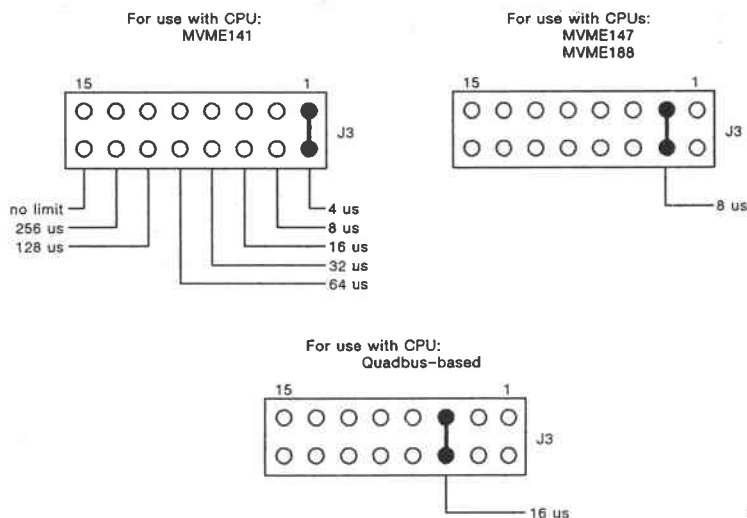 For use with CPU:
MVME141
15 1
J3
no limit
256 us
128 us
4 us
8 us
16 us
32 us
64 us
For use with CPUs:
MVME147
MVME188
15 1
J3
8 us
For use with CPU:
Quadbus-based
15 1
J3
16 us